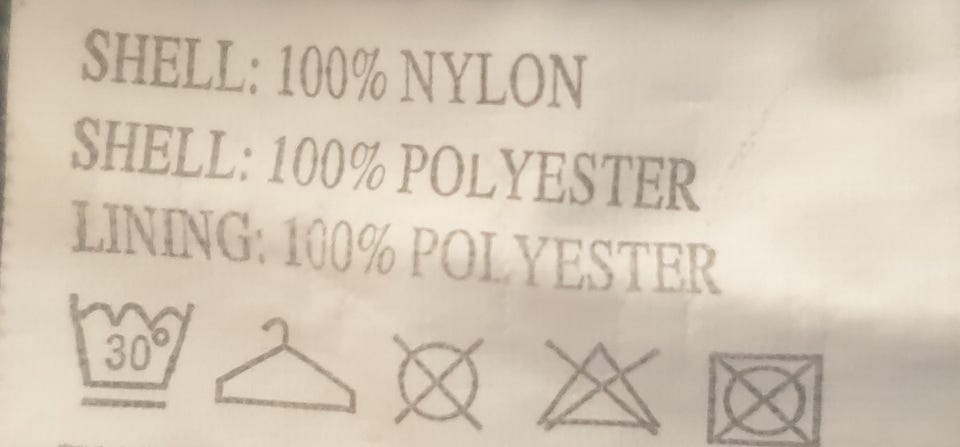 SHELL: 100% NYLON
SHELL: 100% POLYESTER
LINING: 100% POLYESTER
30°